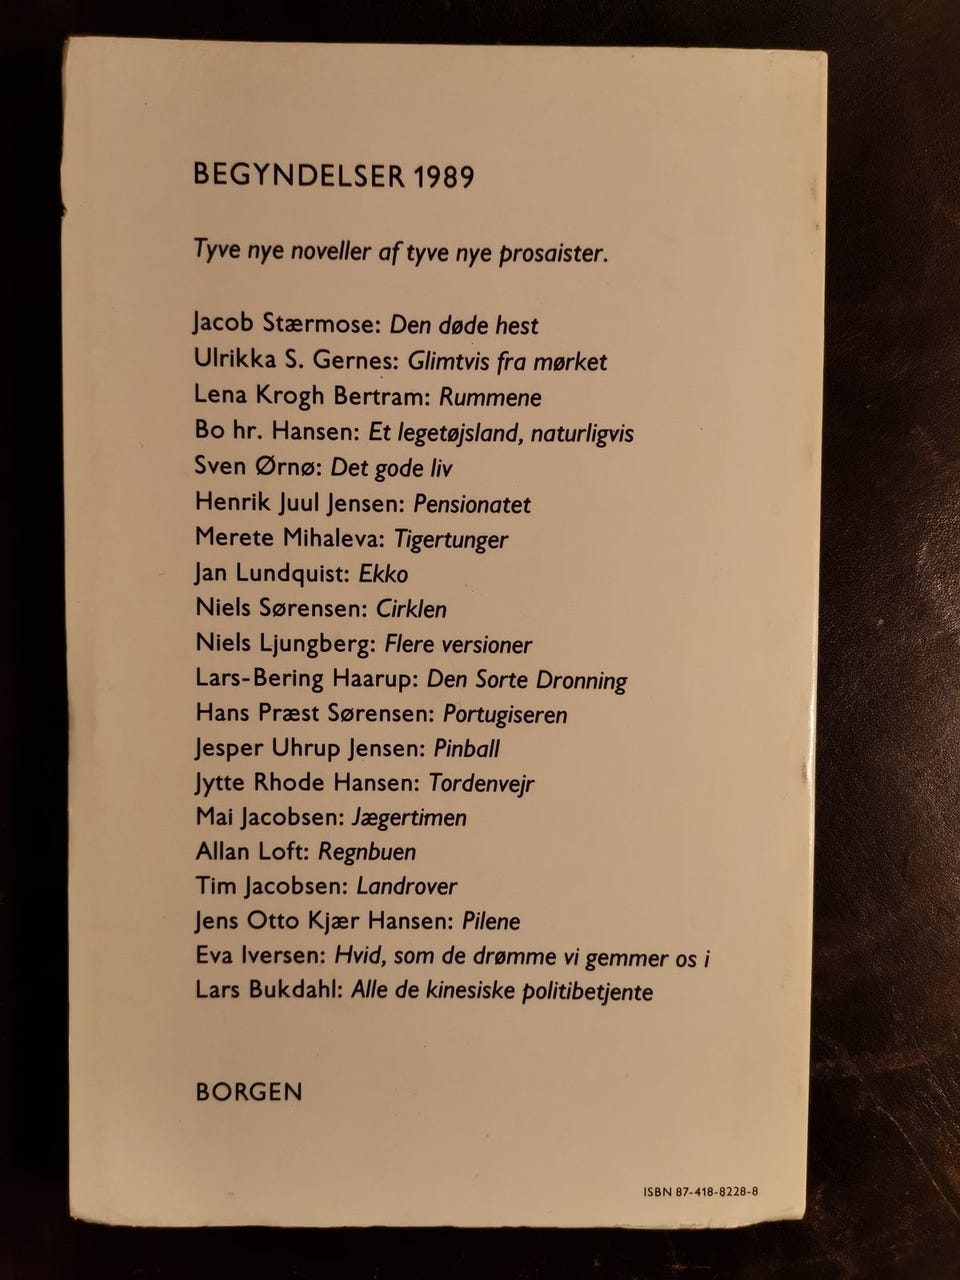 BEGYNDELSER 1989
Tyve nye noveller af tyve nye prosaister.
Jacob Stærmose: Den døde hest
Ulrikka S. Gernes: Glimtvis fra mørket
Lena Krogh Bertram: Rummene
Bo hr. Hansen: Et legetøjsland, naturligvis
Sven Ørnø: Det gode liv
Henrik Juul Jensen: Pensionatet
Merete Mihaleva: Tigertunger
Jan Lundquist: Ekko
Niels Sørensen: Cirklen
Niels Ljungberg: Flere versioner
Lars-Bering Haarup: Den Sorte Dronning
Hans Præst Sørensen: Portugiseren
Jesper Uhrup Jensen: Pinball
Jytte Rhode Hansen: Tordenvejr
Mai Jacobsen: Jægertimen
Allan Loft: Regnbuen
Tim Jacobsen: Landrover
Jens Otto Kjær Hansen: Pilene
Eva Iversen: Hvid, som de drømme vi gemmer os i
Lars Bukdahl: Alle de kinesiske politibetjente
BORGEN
ISBN 87-418-8228-8